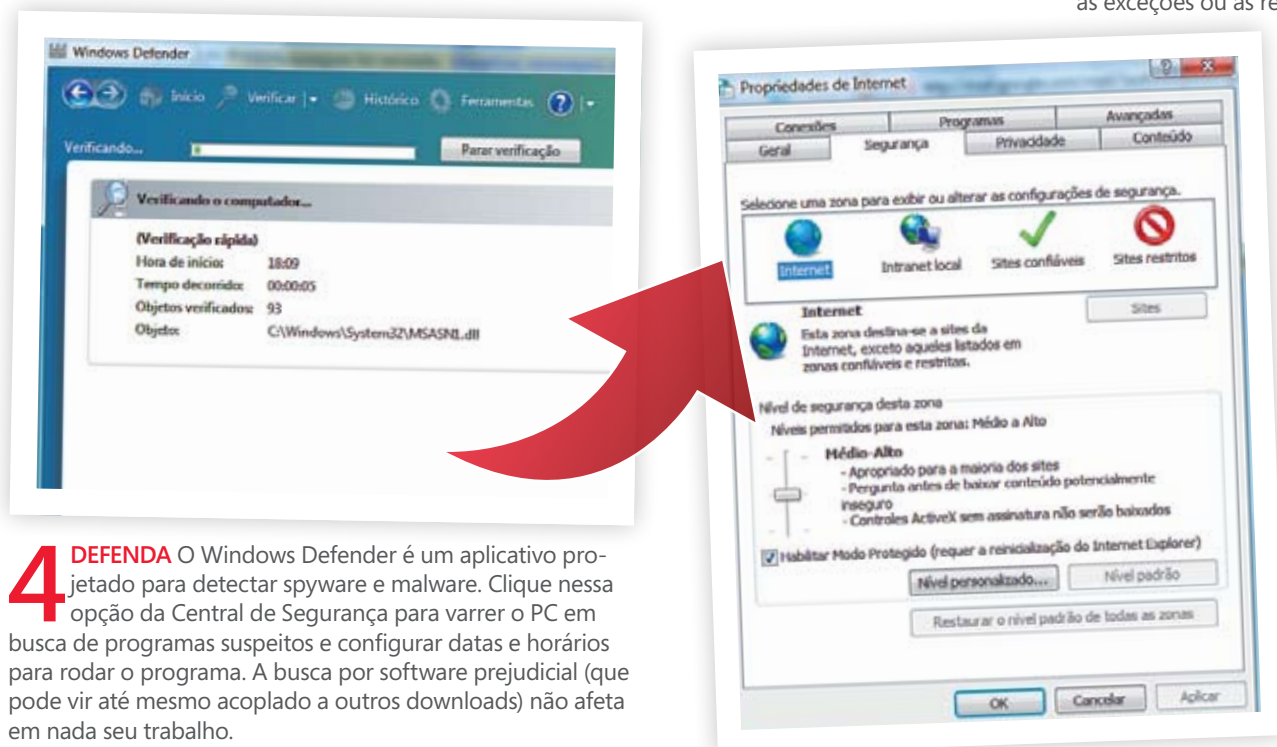 as exceções ou as re
Windows Defender
Início Verificar Histórico Ferramentas
Verificando... Parar verificação
Verificando o computador...
(Verificação rápida)
Hora de início: 18:09
Tempo decorrido: 00:00:05
Objetos verificados: 93
Objeto: C:\Windows\System32\MSASN1.dll
4 DEFENDA O Windows Defender é um aplicativo pro-
jetado para detectar spyware e malware. Clique nessa
opção da Central de Segurança para varrer o PC em
busca de programas suspeitos e configurar datas e horários
para rodar o programa. A busca por software prejudicial (que
pode vir até mesmo acoplado a outros downloads) não afeta
em nada seu trabalho.
Propriedades de Internet
Conexões Programas Avançadas
Geral Segurança Privacidade Conteúdo
Selecione uma zona para exibir ou alterar as configurações de segurança.
Internet Intranet local Sites confiáveis Sites restritos
Internet Sites
Esta zona destina-se a sites da
Internet, exceto aqueles listados em
zonas confiáveis e restritas.
Nível de segurança desta zona
Níveis permitidos para esta zona: Médio a Alto
Médio-Alto
- Apropriado para a maioria dos sites
- Pergunta antes de baixar conteúdo potencialmente
inseguro
- Controles ActiveX sem assinatura não serão baixados
Habilitar Modo Protegido (requer a reinicialização do Internet Explorer)
Nível personalizado... Nível padrão
Restaurar o nível padrão de todas as zonas
OK Cancelar Aplicar